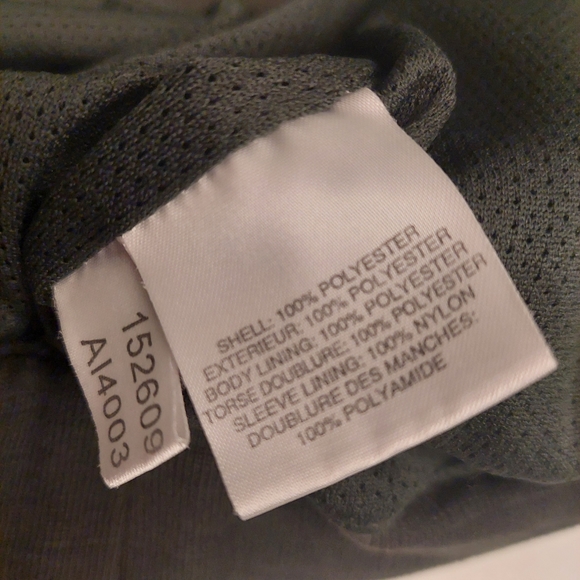 SHELL: 100% POLYESTER
EXTERIEUR: 100% POLYESTER
BODY LINING: 100% POLYESTER
TORSE DOUBLURE: 100% POLYESTER
SLEEVE LINING: 100% NYLON
DOUBLURE DES MANCHES:
100% POLYAMIDE
152609
AI4003